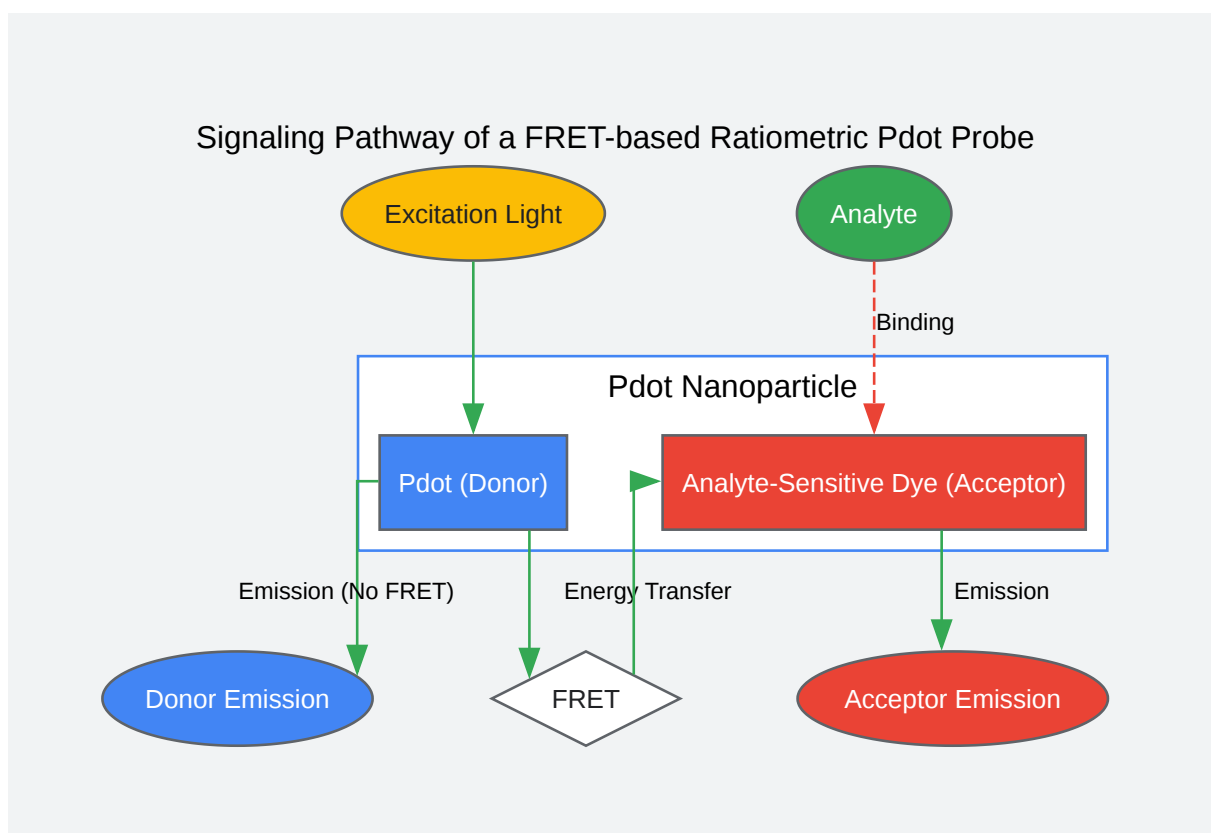 Signaling Pathway of a FRET-based Ratiometric Pdot Probe
Excitation Light
Analyte
Binding
Pdot Nanoparticle
Pdot (Donor)
Analyte-Sensitive Dye (Acceptor)
Emission (No FRET)
Energy Transfer
Emission
Donor Emission
FRET
Acceptor Emission